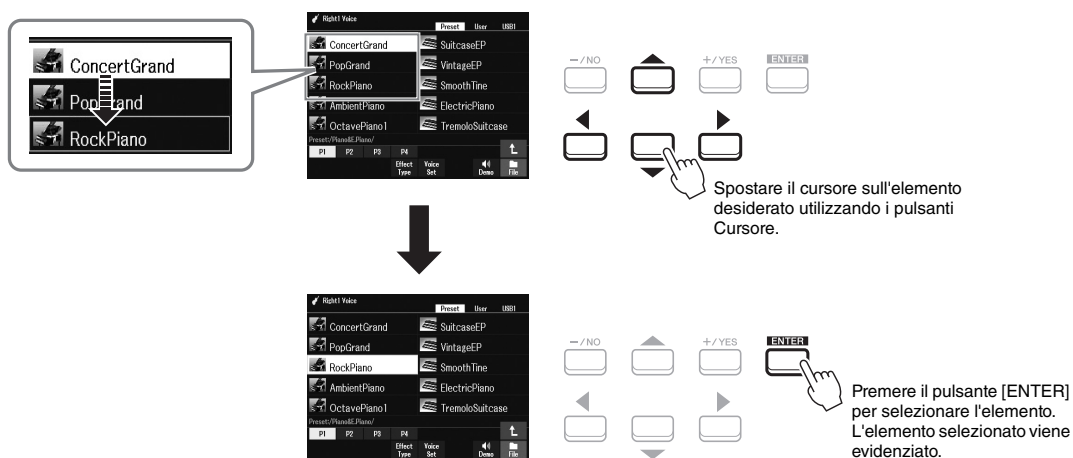 ConcertGrand
PopGrand
RockPiano
Right1 Voice
Preset User USB1
ConcertGrand SuitcaseEP
PopGrand VintageEP
RockPiano SmoothTine
AmbientPiano ElectricPiano
OctavePiano1 TremoloSuitcase
Preset:/Piano&E.Piano/
P1 P2 P3 P4
Effect Type Voice Set Demo File
-/NO +/YES ENTER
Spostare il cursore sull'elemento
desiderato utilizzando i pulsanti
Cursore.
Right1 Voice
Preset User USB1
ConcertGrand SuitcaseEP
PopGrand VintageEP
RockPiano SmoothTine
AmbientPiano ElectricPiano
OctavePiano1 TremoloSuitcase
Preset:/Piano&E.Piano/
P1 P2 P3 P4
Effect Type Voice Set Demo File
-/NO +/YES ENTER
Premere il pulsante [ENTER]
per selezionare l'elemento.
L'elemento selezionato viene
evidenziato.